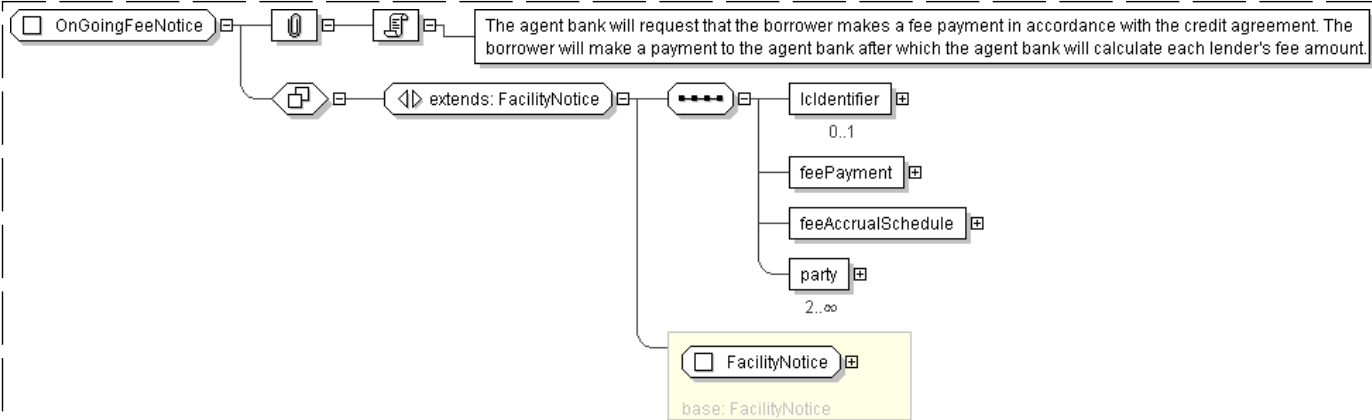 OnGoingFeeNotice
The agent bank will request that the borrower makes a fee payment in accordance with the credit agreement. The
borrower will make a payment to the agent bank after which the agent bank will calculate each lender's fee amount.
extends: FacilityNotice
lcIdentifier
0..1
feePayment
feeAccrualSchedule
party
2..∞
FacilityNotice
base: FacilityNotice